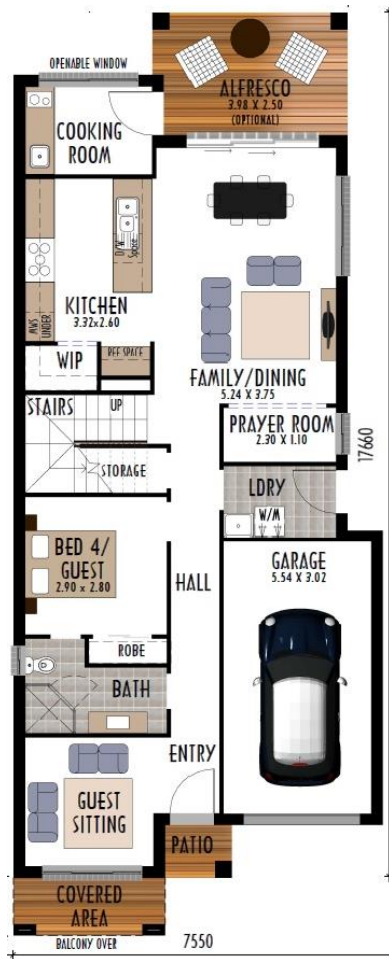 OPENABLE WINDOW
ALFRESCO
3.98 X 2.50
(OPTIONAL)
COOKING
ROOM
D/W
Space
KITCHEN
3.32x2.60
MWS
UNDER
WIP
REF SPACE
FAMILY/DINING
5.24 X 3.75
STAIRS
UP
PRAYER ROOM
2.30 X 1.10
17660
STORAGE
LDRY
W/M
BED 4/
GUEST
2.90 x 2.80
HALL
GARAGE
5.54 X 3.02
ROBE
BATH
ENTRY
GUEST
SITTING
PATIO
COVERED
AREA
BALCONY OVER
7550